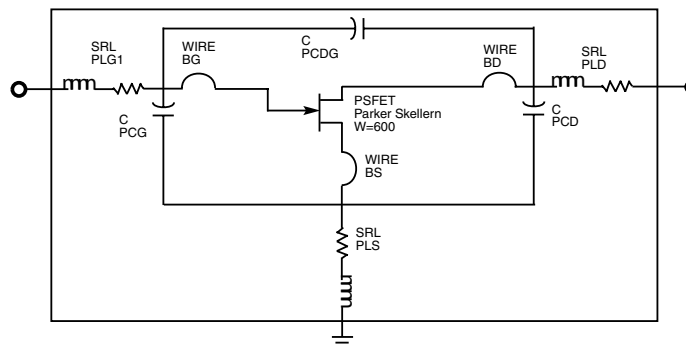 C
PCDG
SRL
PLG1
WIRE
BG
WIRE
BD
SRL
PLD
C
PCG
PSFET
Parker Skellern
W=600
C
PCD
WIRE
BS
SRL
PLS